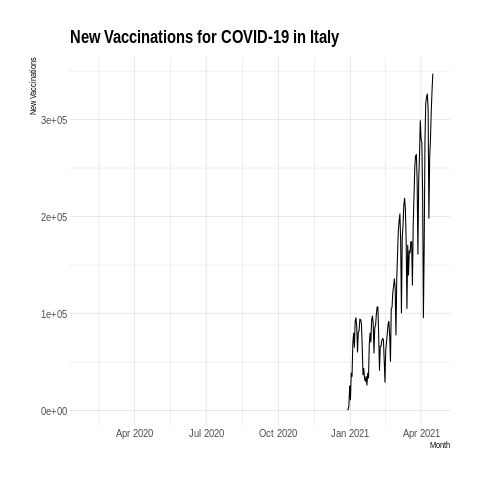 New Vaccinations for COVID-19 in Italy
New Vaccinations
3e+05
2e+05
1e+05
0e+00
Apr 2020 Jul 2020 Oct 2020 Jan 2021 Apr 2021
Month